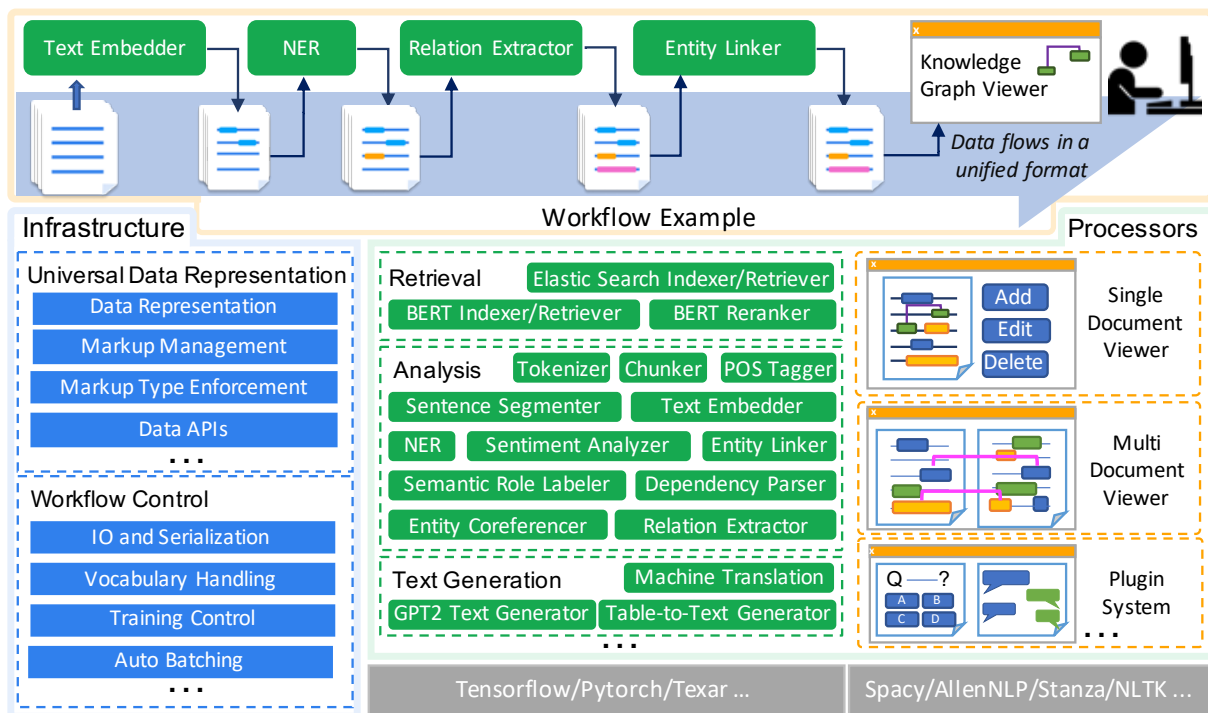 Text Embedder
NER
Relation Extractor
Entity Linker
x
Knowledge
Graph Viewer
Data flows in a
unified format
Workflow Example
Infrastructure
Universal Data Representation
Data Representation
Markup Management
Markup Type Enforcement
Data APIs
...
Workflow Control
IO and Serialization
Vocabulary Handling
Training Control
Auto Batching
...
Processors
Retrieval
Elastic Search Indexer/Retriever
BERT Indexer/Retriever
BERT Reranker
Analysis
Tokenizer
Chunker
POS Tagger
Sentence Segmenter
Text Embedder
NER
Sentiment Analyzer
Entity Linker
Semantic Role Labeler
Dependency Parser
Entity Coreferencer
Relation Extractor
Text Generation
Machine Translation
GPT2 Text Generator
Table-to-Text Generator
...
x
Add
Edit
Delete
Single
Document
Viewer
x
Multi
Document
Viewer
x
Q —?
A
B
C
D
Plugin
System
...
Tensorflow/Pytorch/Texar ...
Spacy/AllenNLP/Stanza/NLTK ...